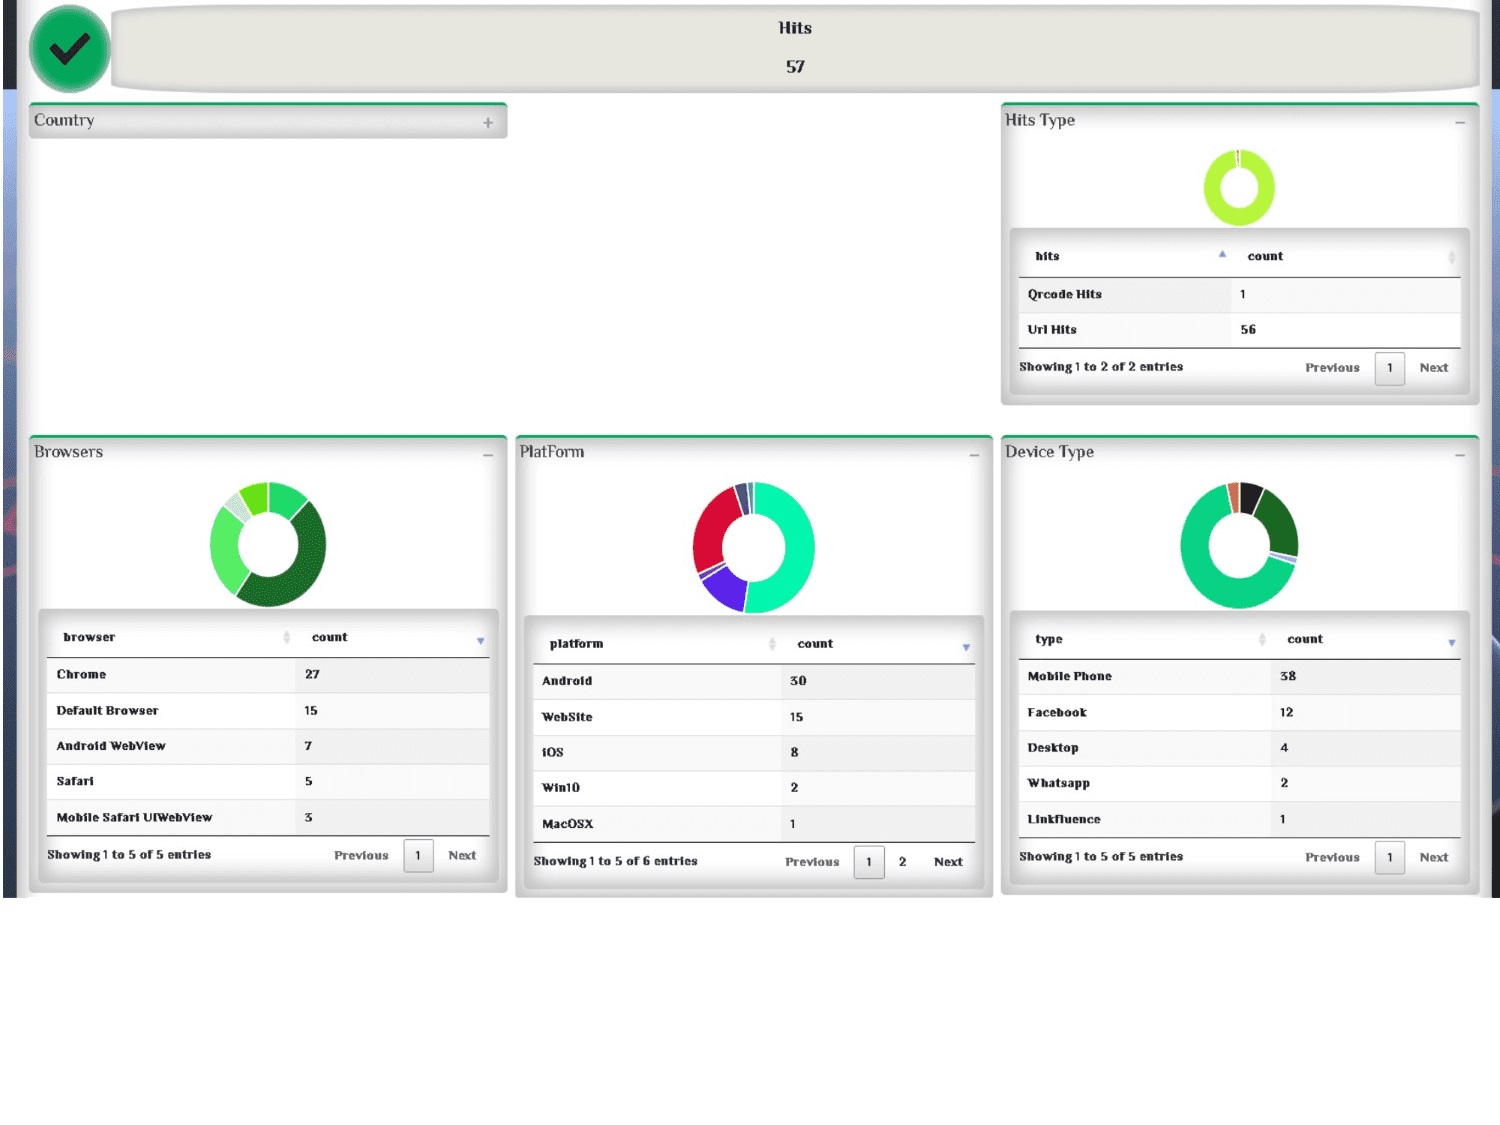 Hits
57
Country
Hits Type
hits count
Qrcode Hits 1
Url Hits 56
Showing 1 to 2 of 2 entries Previous 1 Next
Browsers
browser count
Chrome 27
Default Browser 15
Android WebView 7
Safari 5
Mobile Safari UIWebView 3
Showing 1 to 5 of 5 entries Previous 1 Next
PlatForm
platform count
Android 30
WebSite 15
iOS 8
Win10 2
MacOSX 1
Showing 1 to 5 of 6 entries Previous 1 2 Next
Device Type
type count
Mobile Phone 38
Facebook 12
Desktop 4
Whatsapp 2
Linkfluence 1
Showing 1 to 5 of 5 entries Previous 1 Next